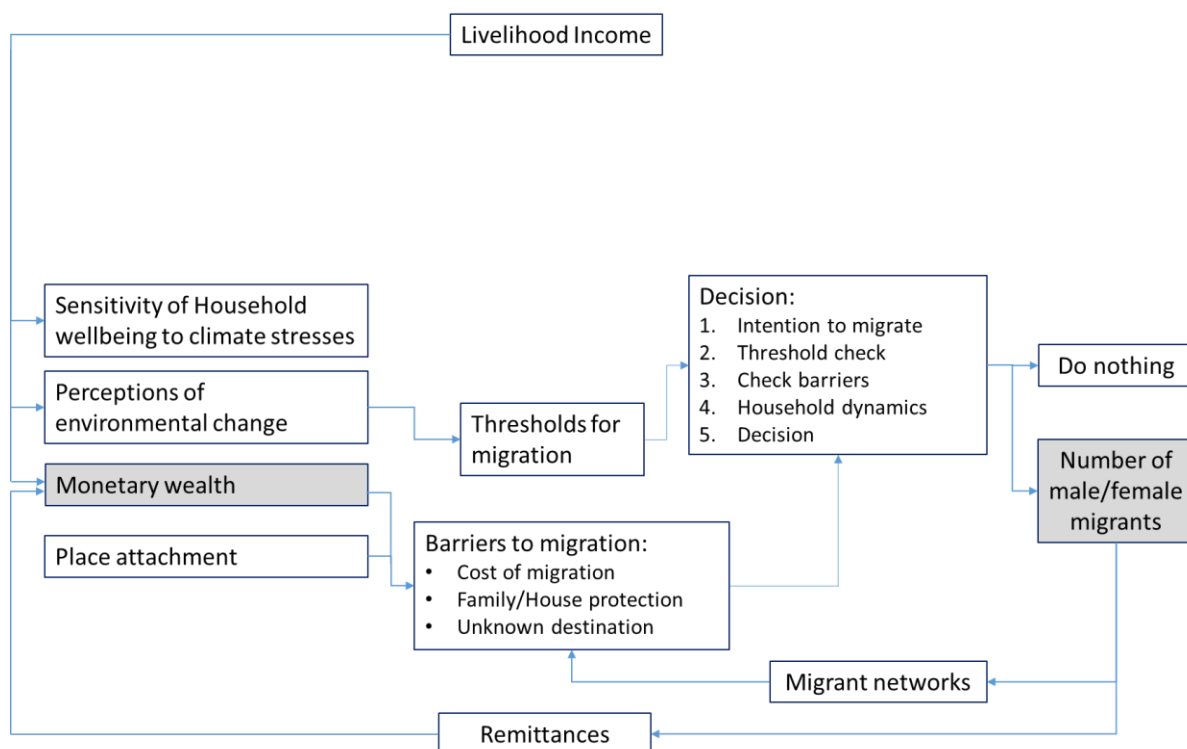 Livelihood Income
Sensitivity of Household
wellbeing to climate stresses
Perceptions of
environmental change
Monetary wealth
Place attachment
Thresholds for
migration
Barriers to migration:
• Cost of migration
• Family/House protection
• Unknown destination
Decision:
1. Intention to migrate
2. Threshold check
3. Check barriers
4. Household dynamics
5. Decision
Do nothing
Number of
male/female
migrants
Migrant networks
Remittances